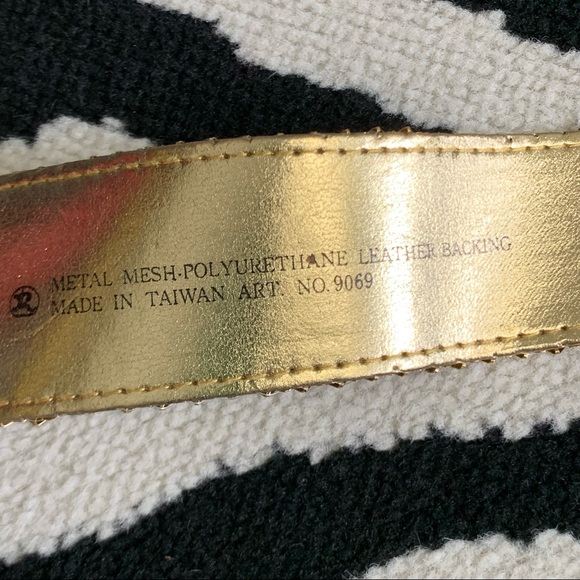 METAL MESH-POLYURETHANE LEATHER BACKING
MADE IN TAIWAN ART. NO. 9069